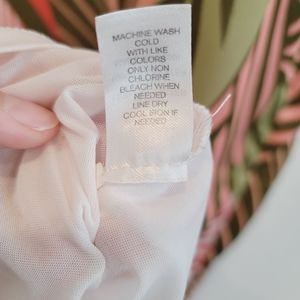 MACHINE WASH
COLD
WITH LIKE
COLORS
ONLY NON
CHLORINE
BLEACH WHEN
NEEDED
LINE DRY
COOL IRON IF
NEEDED